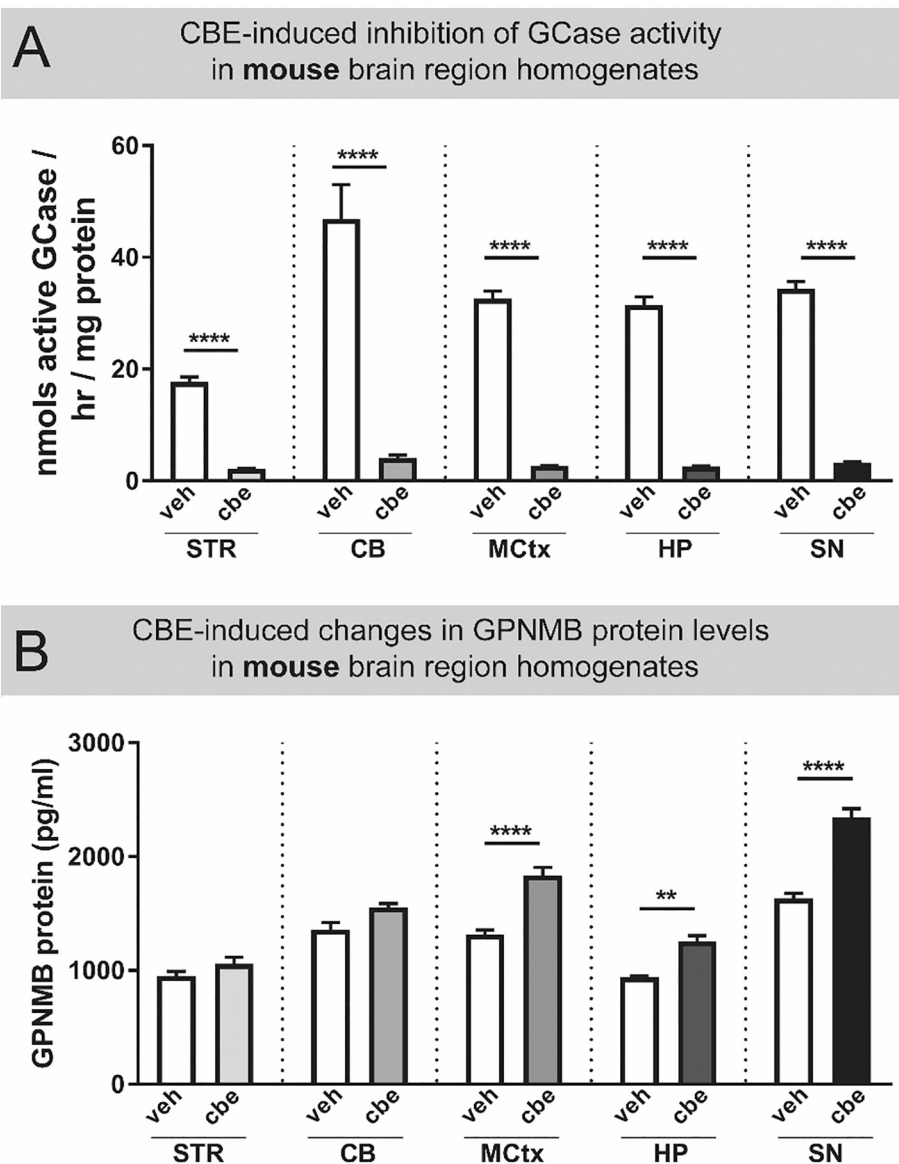 A
CBE-induced inhibition of GCase activity
in mouse brain region homogenates
nmols active GCase /
hr / mg protein
60
40
20
0
****
****
****
****
****
veh cbe veh cbe veh cbe veh cbe veh cbe
STR CB MCtx HP SN
B
CBE-induced changes in GPNMB protein levels
in mouse brain region homogenates
GPNMB protein (pg/ml)
3000
2000
1000
0
****
**
****
veh cbe veh cbe veh cbe veh cbe veh cbe
STR CB MCtx HP SN